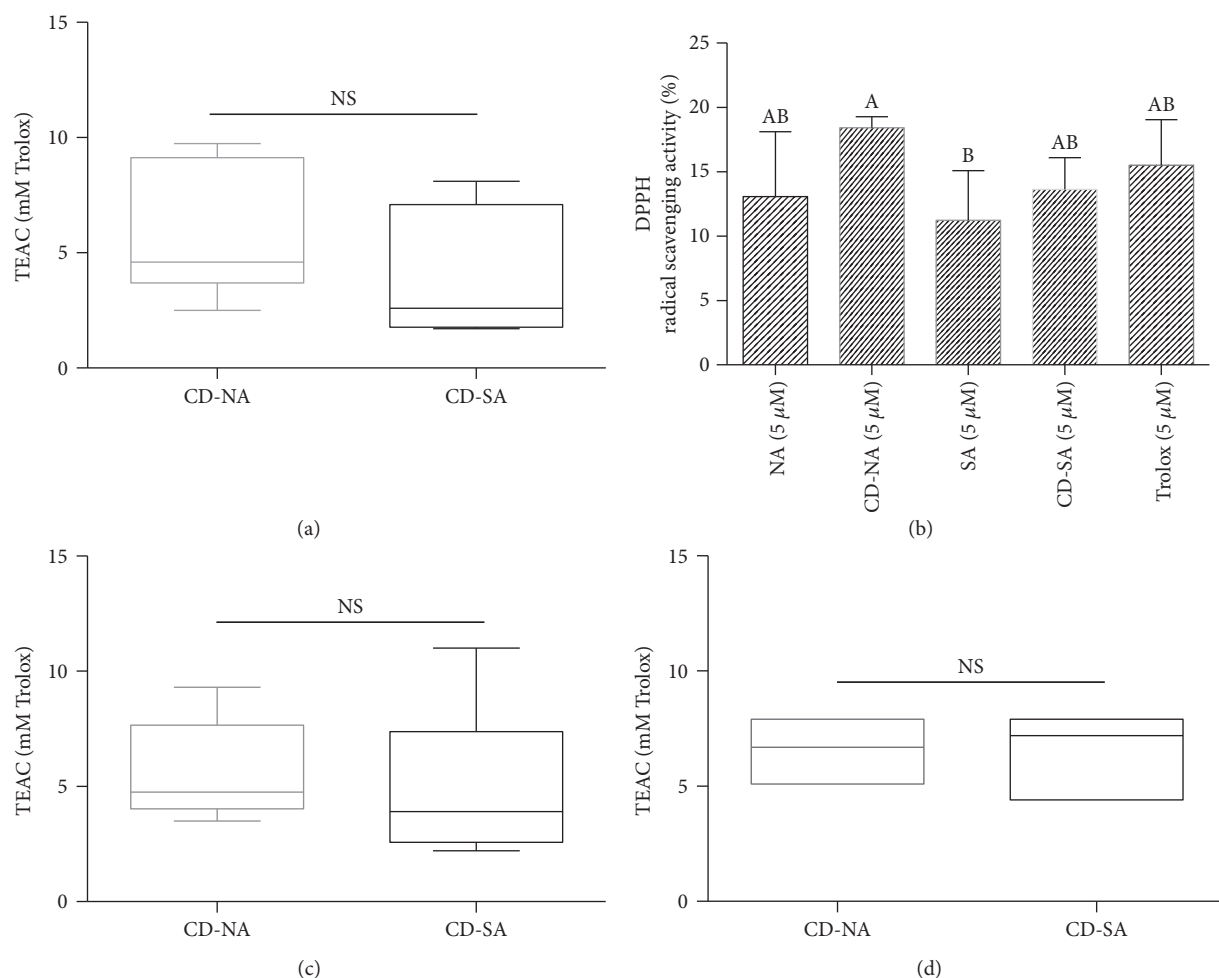 15
10
5
0
TEAC (mM Trolox)
NS
CD-NA
CD-SA
(a)
25
20
15
10
5
0
DPPH
radical scavenging activity (%)
AB
A
B
AB
AB
NA (5 μM)
CD-NA (5 μM)
SA (5 μM)
CD-SA (5 μM)
Trolox (5 μM)
(b)
15
10
5
0
TEAC (mM Trolox)
NS
CD-NA
CD-SA
(c)
15
10
5
0
TEAC (mM Trolox)
NS
CD-NA
CD-SA
(d)